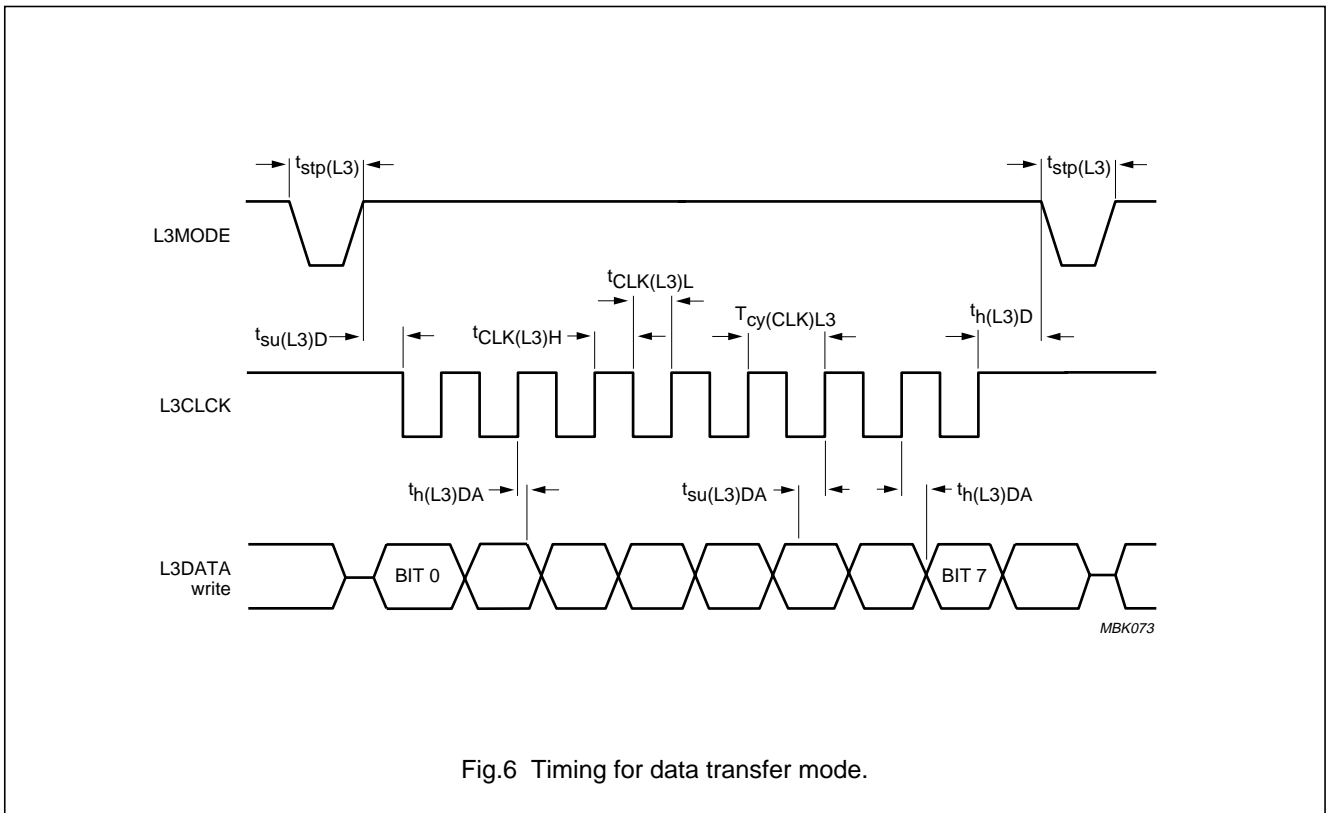 tstp(L3)
tstp(L3)
L3MODE
tCLK(L3)L
tsu(L3)D
tCLK(L3)H
Tcy(CLK)L3
th(L3)D
L3CLCK
th(L3)DA
tsu(L3)DA
th(L3)DA
L3DATA
write
BIT 0
BIT 7
MBK073
Fig.6 Timing for data transfer mode.